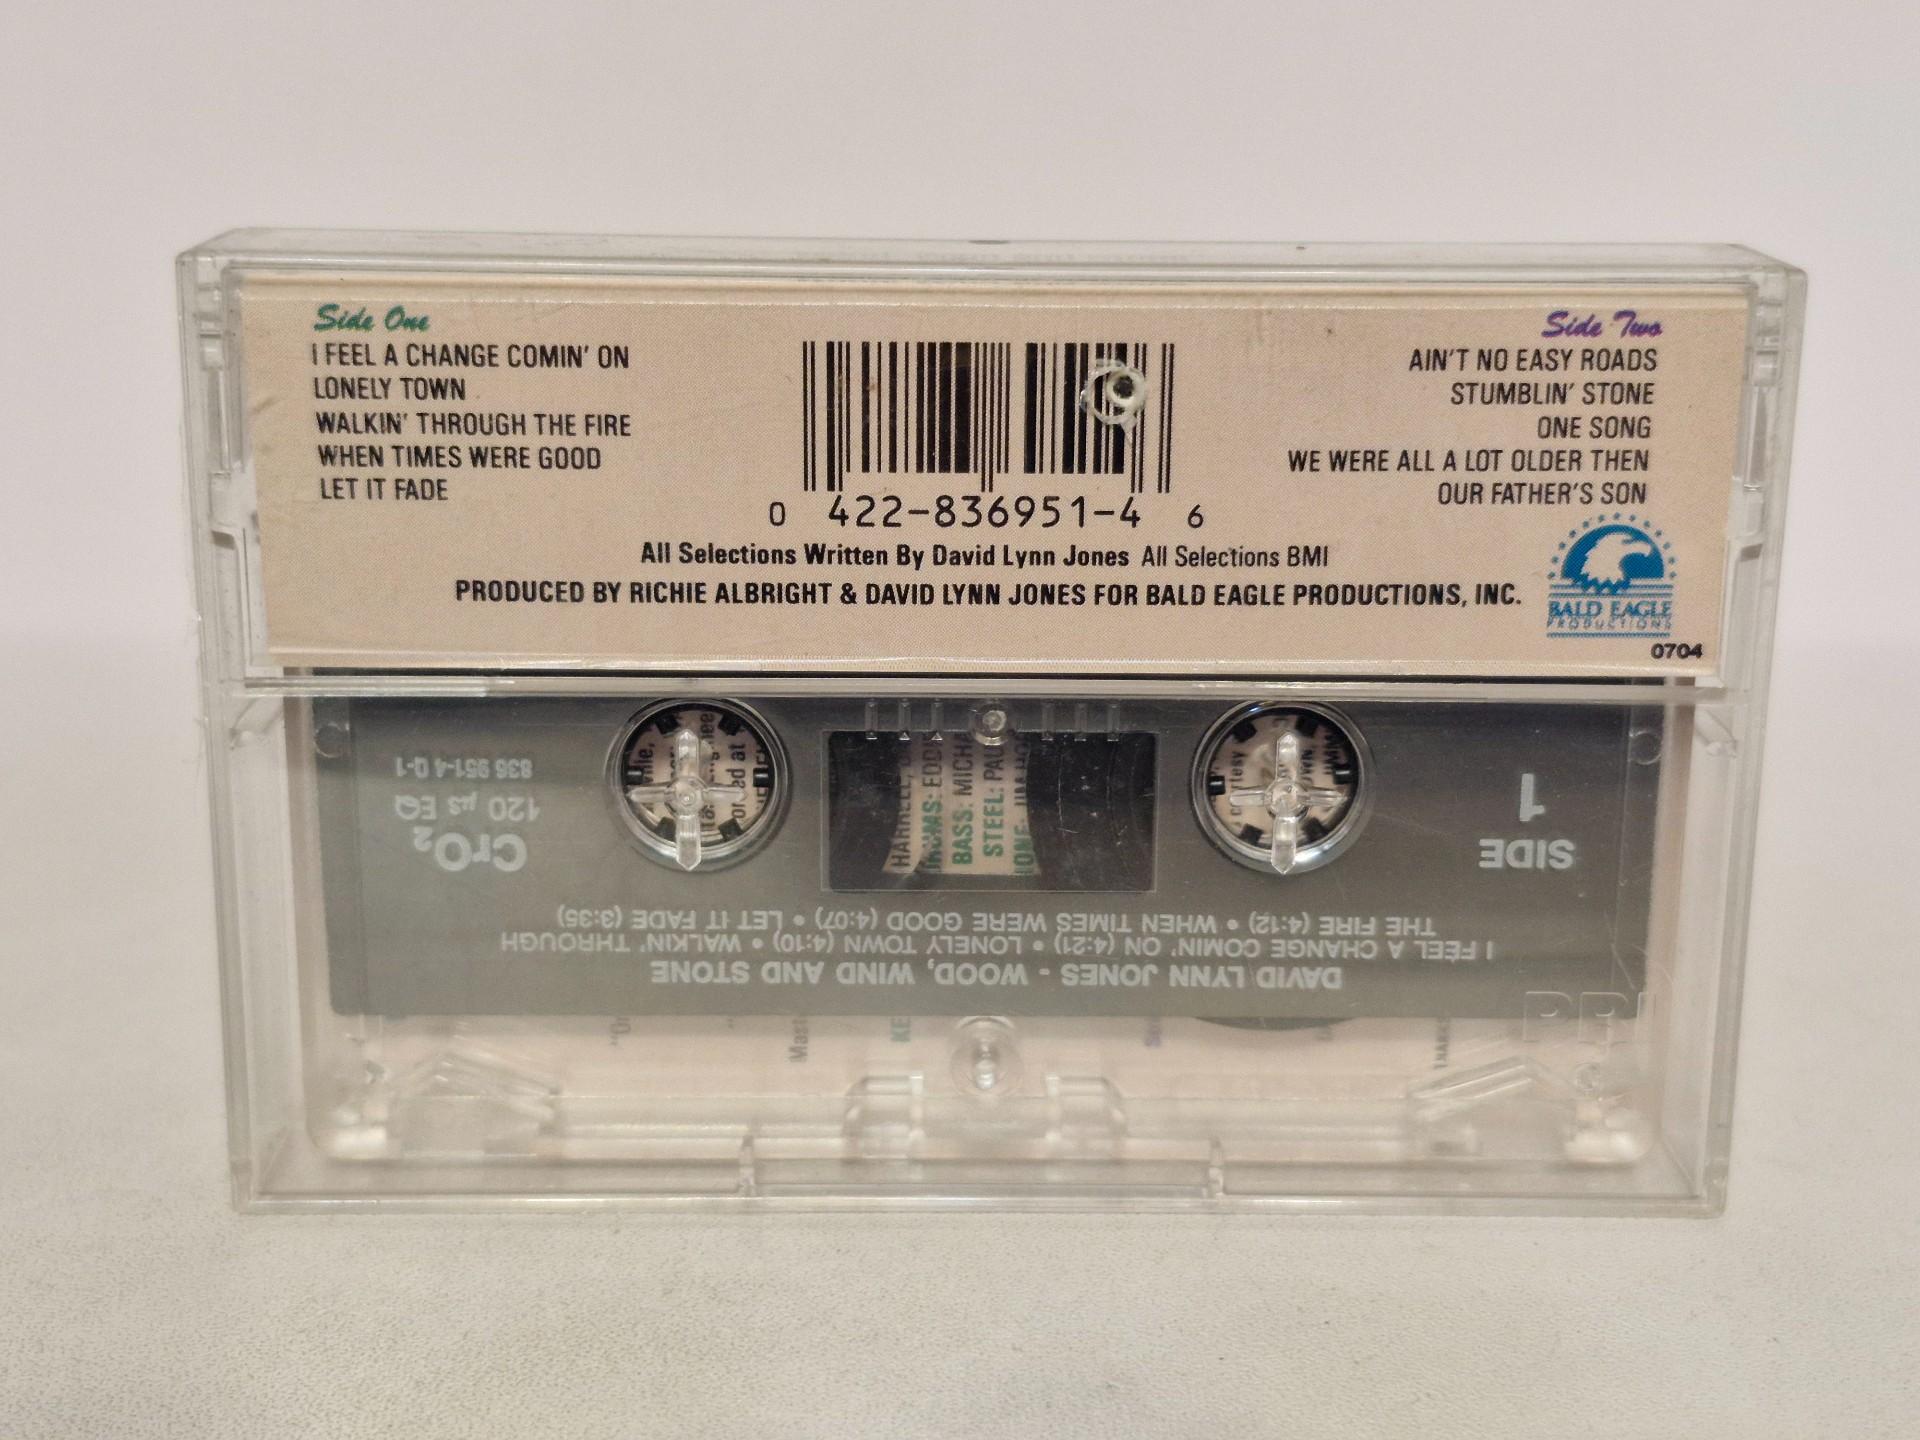 Side One
I FEEL A CHANGE COMIN' ON
LONELY TOWN
WALKIN' THROUGH THE FIRE
WHEN TIMES WERE GOOD
LET IT FADE
Side Two
AIN'T NO EASY ROADS
STUMBLIN' STONE
ONE SONG
WE WERE ALL A LOT OLDER THEN
OUR FATHER'S SON
0 422-836951-4 6
All Selections Written By David Lynn Jones All Selections BMI
PRODUCED BY RICHIE ALBRIGHT & DAVID LYNN JONES FOR BALD EAGLE PRODUCTIONS, INC.
BALD EAGLE
PRODUCTIONS
0704
DAVID LYNN JONES - WOOD, WIND AND STONE
I FEEL A CHANGE COMIN' ON (4:21) • LONELY TOWN (4:10) • WALKIN' THROUGH
THE FIRE (4:12) • WHEN TIMES WERE GOOD (4:07) • LET IT FADE (3:35)
SIDE
1
CrO2
120 µs EQ
836 951-4 Q-1
BASS: MICHA
STEEL: PAU